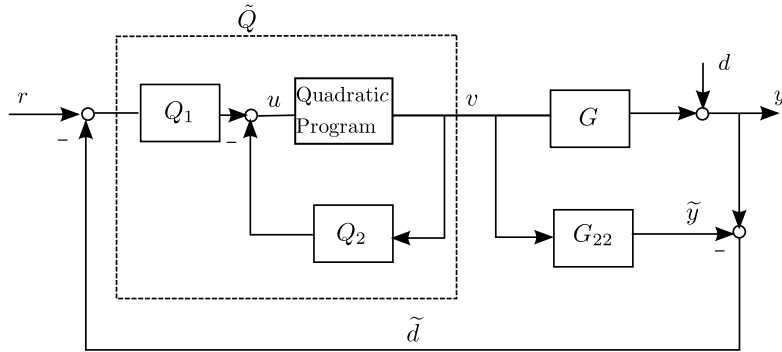 Q̃
r
Q₁
u
Quadratic
Program
v
G
d
y
–
–
Q₂
G₂₂
ỹ
–
d̃